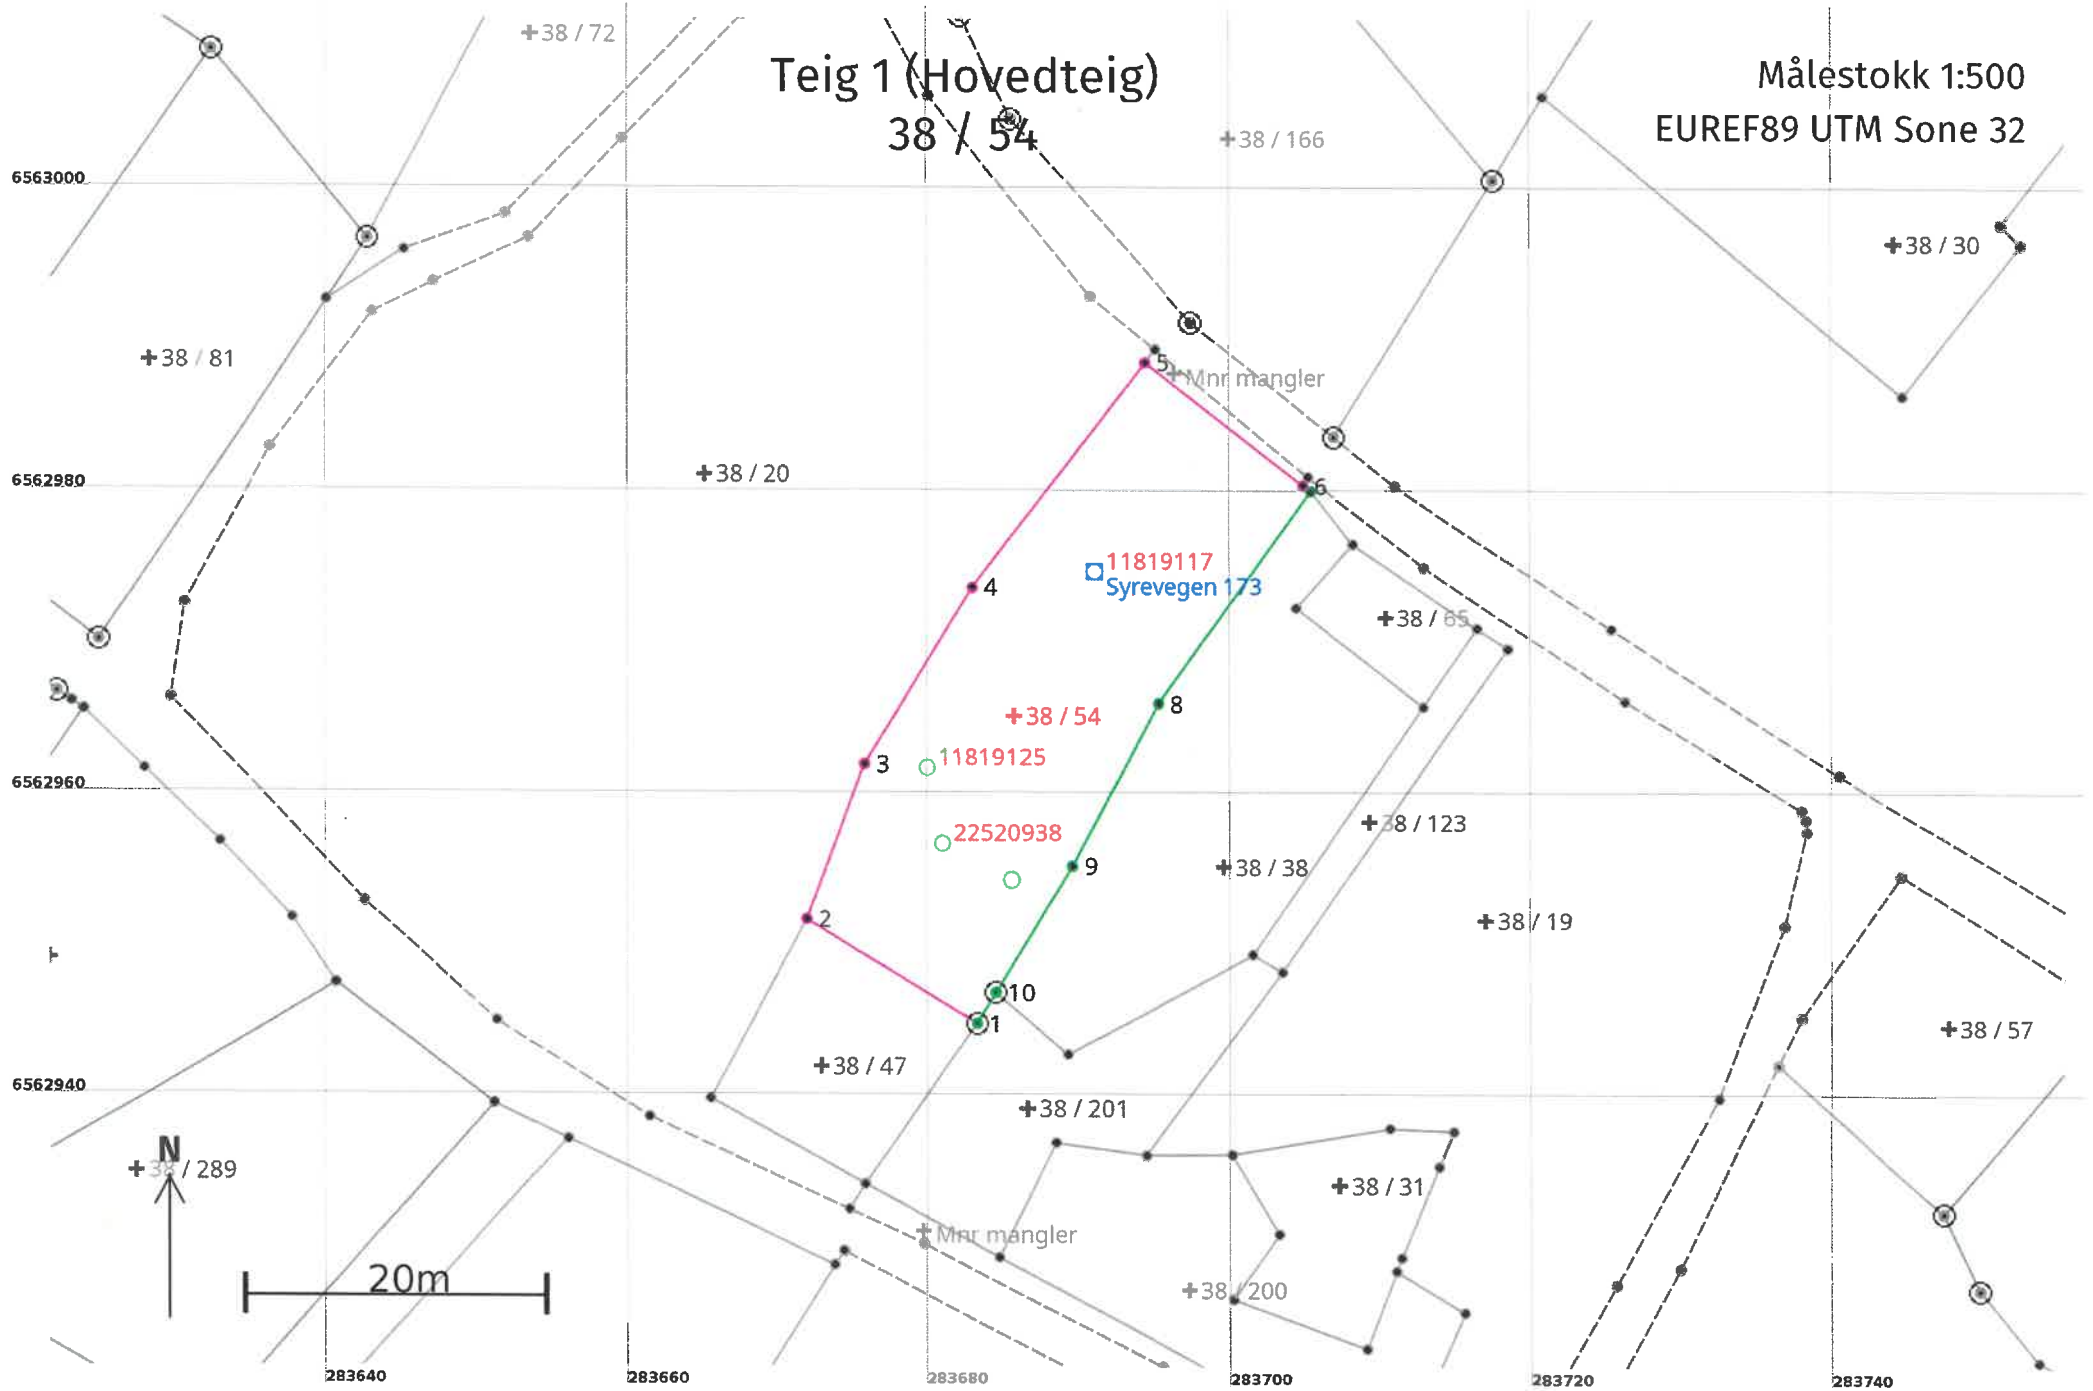 38 / 72
Teig 1 (Hovedteig)
38 / 54
Målestokk 1:500
EUREF89 UTM Sone 32
38 / 166
6563000
38 / 30
38 / 81
5
Mnr mangler
38 / 20
6562980
6
11819117
Syrevegen 173
4
38 / 65
8
38 / 54
11819125
3
6562960
22520938
38 / 123
9
38 / 38
2
38 / 19
10
1
38 / 57
38 / 47
6562940
38 / 201
N
38 / 289
38 / 31
Mnr mangler
20m
38 / 200
283640
283660
283680
283700
283720
283740